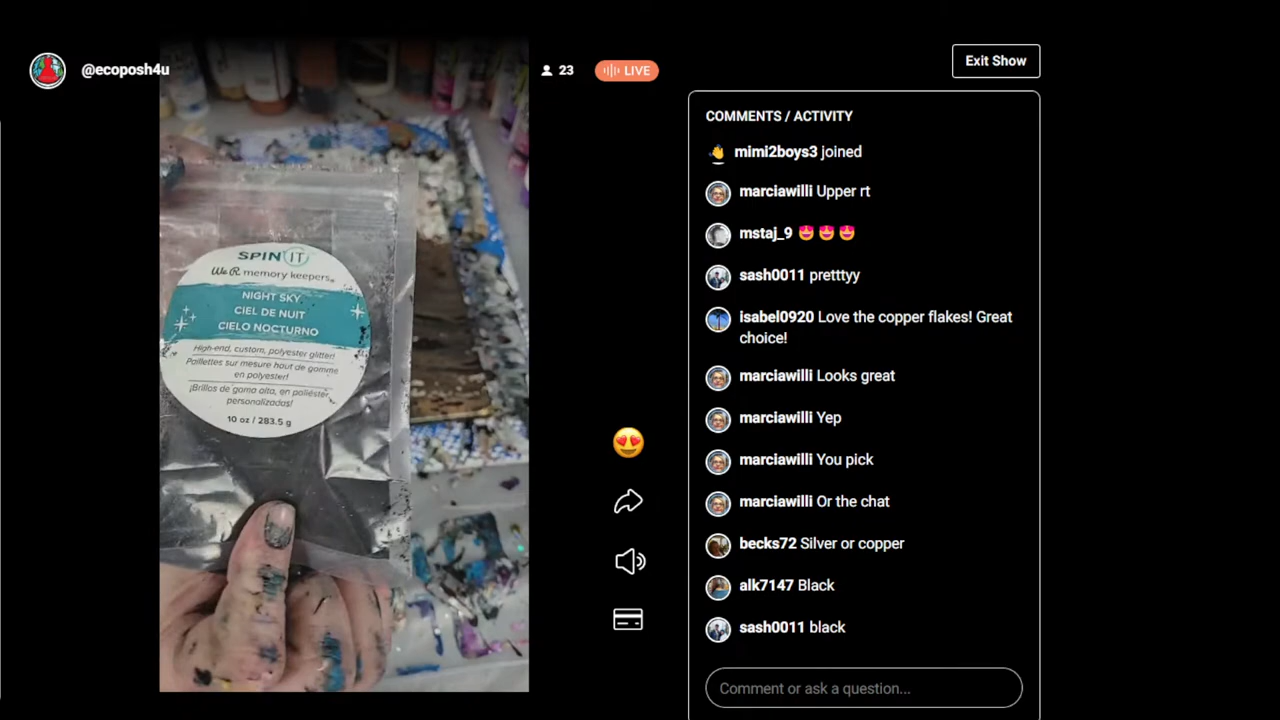 @ecoposh4u
23
LIVE
Exit Show
SPIN IT
We R memory keepers
NIGHT SKY
CIEL DE NUIT
CIELO NOCTURNO
High-end, custom, polyester glitter!
Paillettes sur mesure haut de gamme
en polyester!
¡Brillos de gama alta, en poliéster
personalizadas!
10 oz / 283.5 g
COMMENTS / ACTIVITY
mimi2boys3 joined
marciawilli Upper rt
mstaj_9 😍😍😍
sash0011 pretttyy
isabel0920 Love the copper flakes! Great
choice!
marciawilli Looks great
marciawilli Yep
marciawilli You pick
marciawilli Or the chat
becks72 Silver or copper
alk7147 Black
sash0011 black
Comment or ask a question...